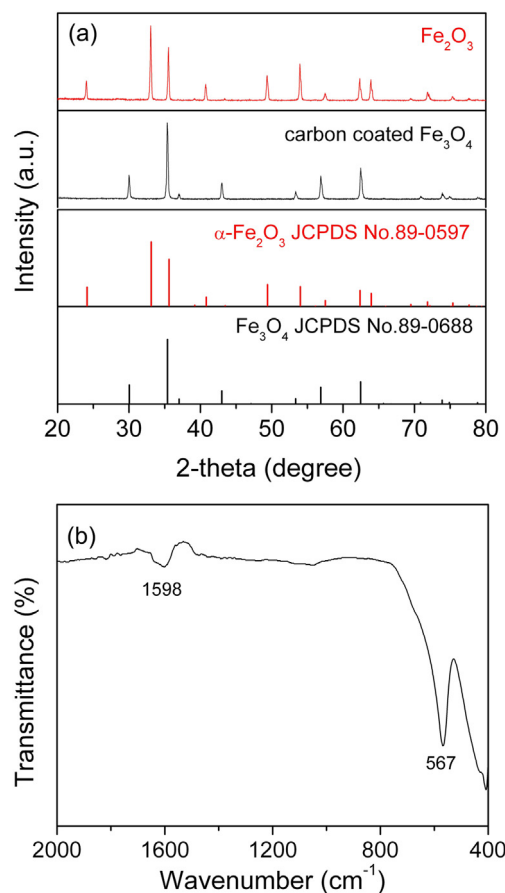 (a)
Fe₂O₃
carbon coated Fe₃O₄
α-Fe₂O₃ JCPDS No.89-0597
Fe₃O₄ JCPDS No.89-0688
Intensity (a.u.)
20 30 40 50 60 70 80
2-theta (degree)
(b)
1598
567
Transmittance (%)
2000 1600 1200 800 400
Wavenumber (cm⁻¹)